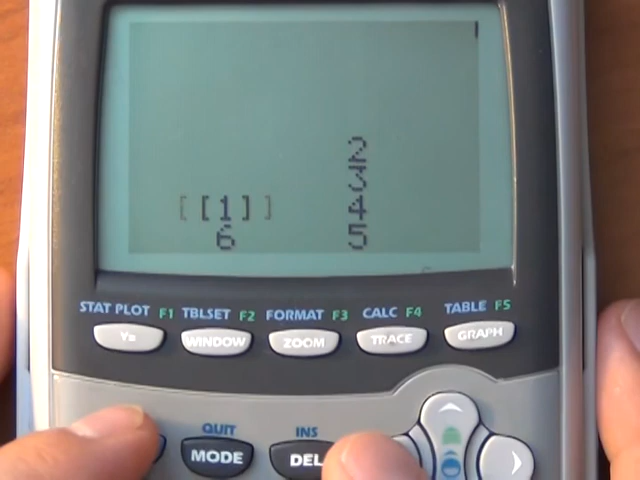 2
3
[[1]] 4
6 5
STAT PLOT F1 TBLSET F2 FORMAT F3 CALC F4 TABLE F5
Y= WINDOW ZOOM TRACE GRAPH
QUIT INS
MODE DEL